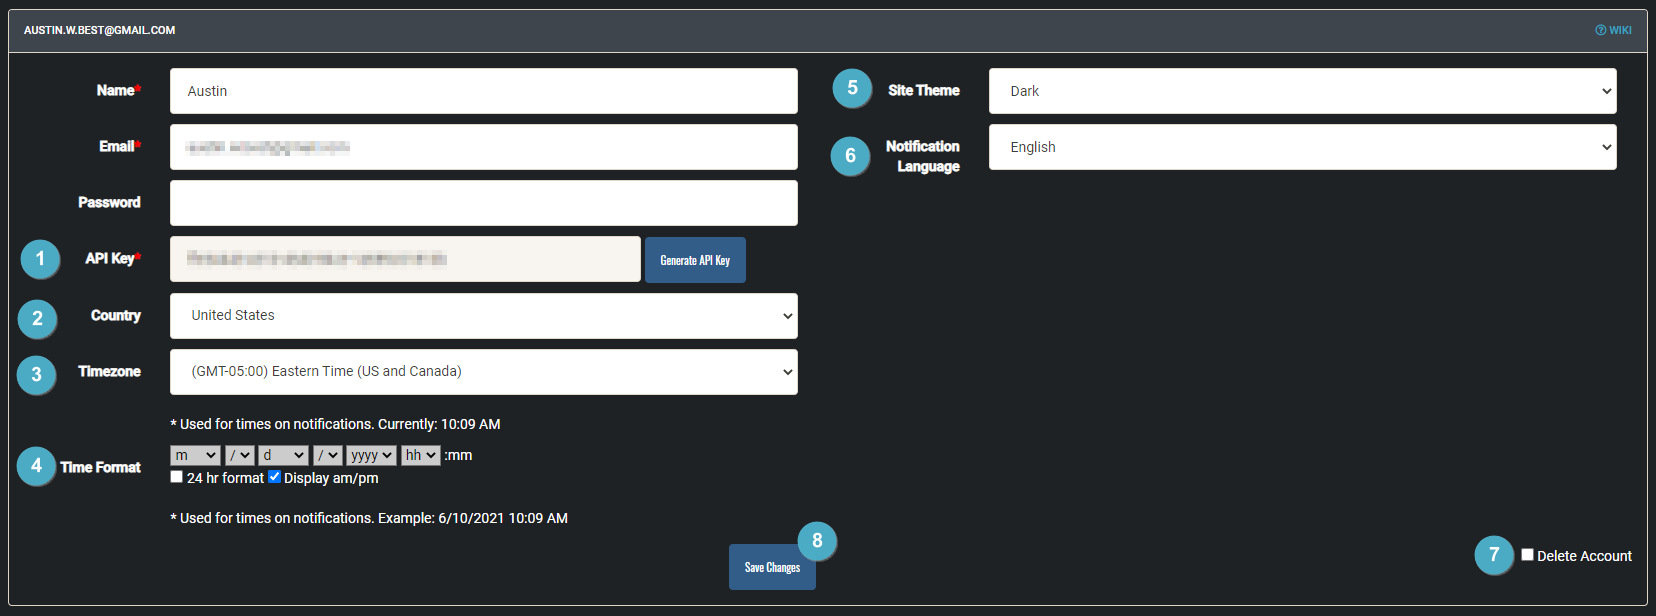 AUSTIN.W.BEST@GMAIL.COM
WIKI
Name*
Austin
Email*
Password
1
API Key*
Generate API Key
2
Country
United States
3
Timezone
(GMT-05:00) Eastern Time (US and Canada)
* Used for times on notifications. Currently: 10:09 AM
4
Time Format
m / d / yyyy hh :mm
24 hr format Display am/pm
* Used for times on notifications. Example: 6/10/2021 10:09 AM
5
Site Theme
Dark
6
Notification
Language
English
8
Save Changes
7
Delete Account